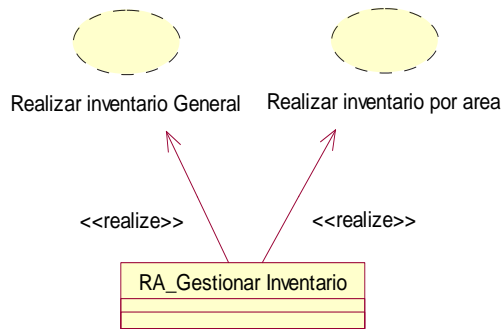 Realizar inventario General
Realizar inventario por area
<<realize>>
<<realize>>
RA_Gestionar Inventario